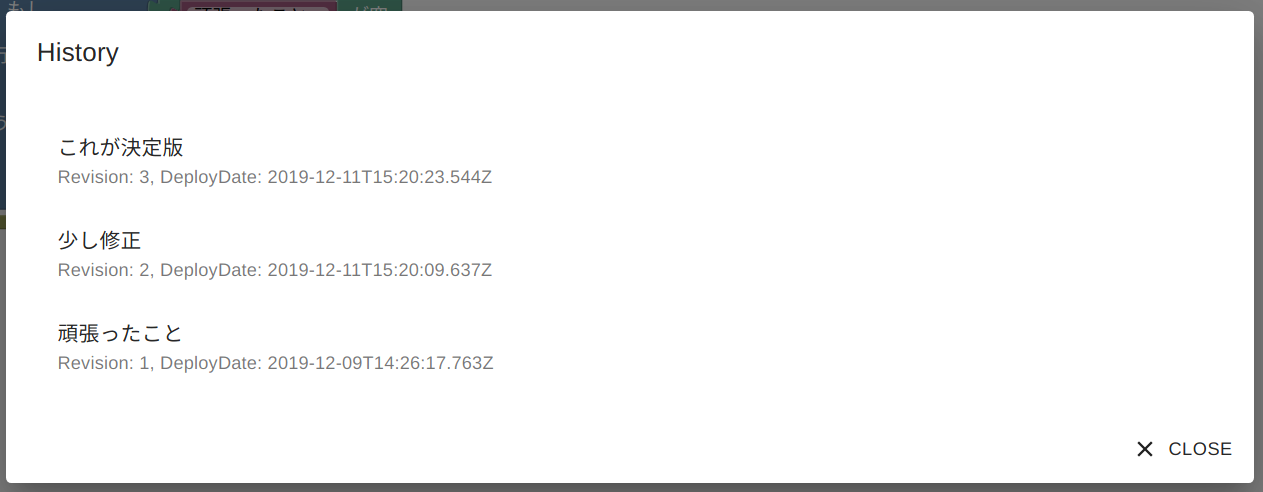 もし
History
これが決定版
Revision: 3, DeployDate: 2019-12-11T15:20:23.544Z
少し修正
Revision: 2, DeployDate: 2019-12-11T15:20:09.637Z
頑張ったこと
Revision: 1, DeployDate: 2019-12-09T14:26:17.763Z
CLOSE